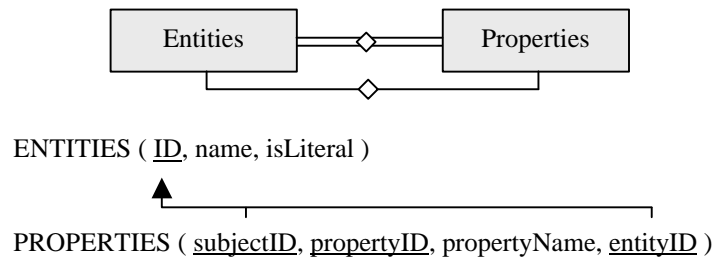 Entities Properties
ENTITIES ( ID, name, isLiteral )
PROPERTIES ( subjectID, propertyID, propertyName, entityID )